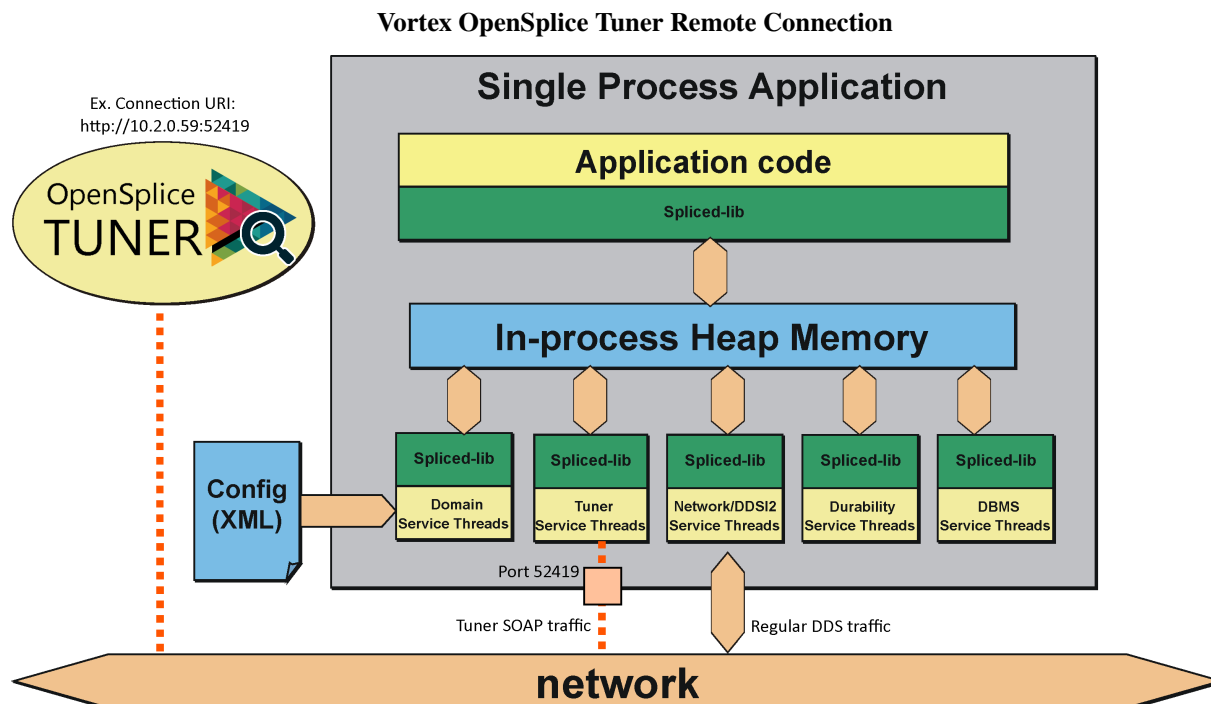 Vortex OpenSplice Tuner Remote Connection
Single Process Application
Ex. Connection URI:
http://10.2.0.59:52419
OpenSplice
TUNER
Application code
Spliced-lib
In-process Heap Memory
Config
(XML)
Spliced-lib
Domain
Service Threads
Spliced-lib
Tuner
Service Threads
Spliced-lib
Network/DDSI2
Service Threads
Spliced-lib
Durability
Service Threads
Spliced-lib
DBMS
Service Threads
Port 52419
Tuner SOAP traffic
Regular DDS traffic
network